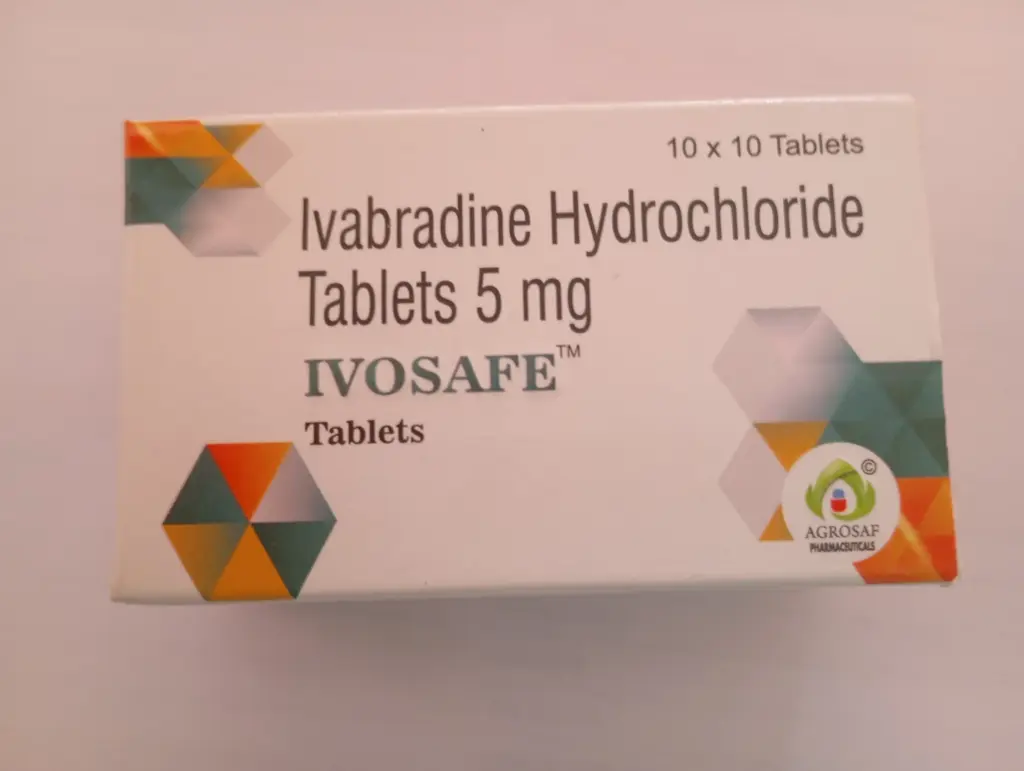 10 x 10 Tablets
Ivabradine Hydrochloride
Tablets 5 mg
IVOSAFE™
Tablets
©
AGROSAF
PHARMACEUTICALS